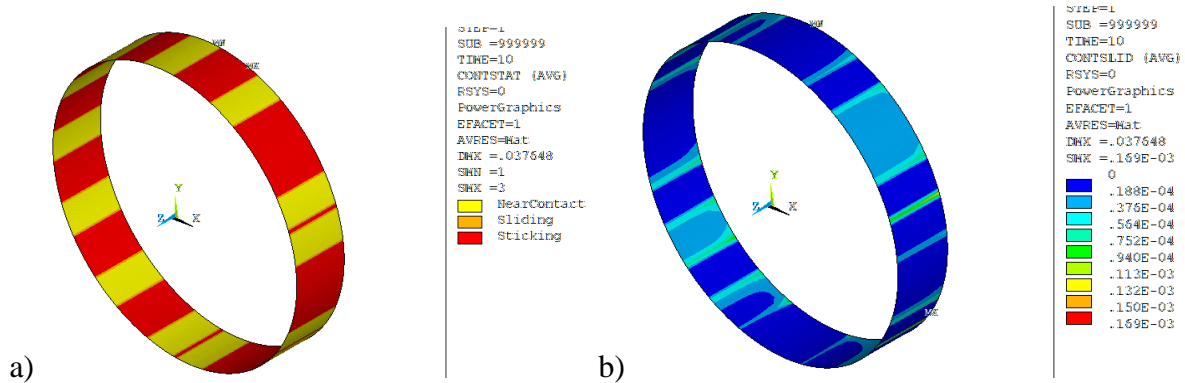 STEP=1
SUB =999999
TIME=10
CONTSTAT (AVG)
RSYS=0
PowerGraphics
EFACET=1
AVRES=Mat
DMX =.037648
SMN =1
SMX =3
NearContact
Sliding
Sticking
MN
MX
Y
Z
X
a)
STEP=1
SUB =999999
TIME=10
CONTSLID (AVG)
RSYS=0
PowerGraphics
EFACET=1
AVRES=Mat
DMX =.037648
SMX =.169E-03
0
.188E-04
.376E-04
.564E-04
.752E-04
.940E-04
.113E-03
.132E-03
.150E-03
.169E-03
MN
Y
Z
X
MX
b)